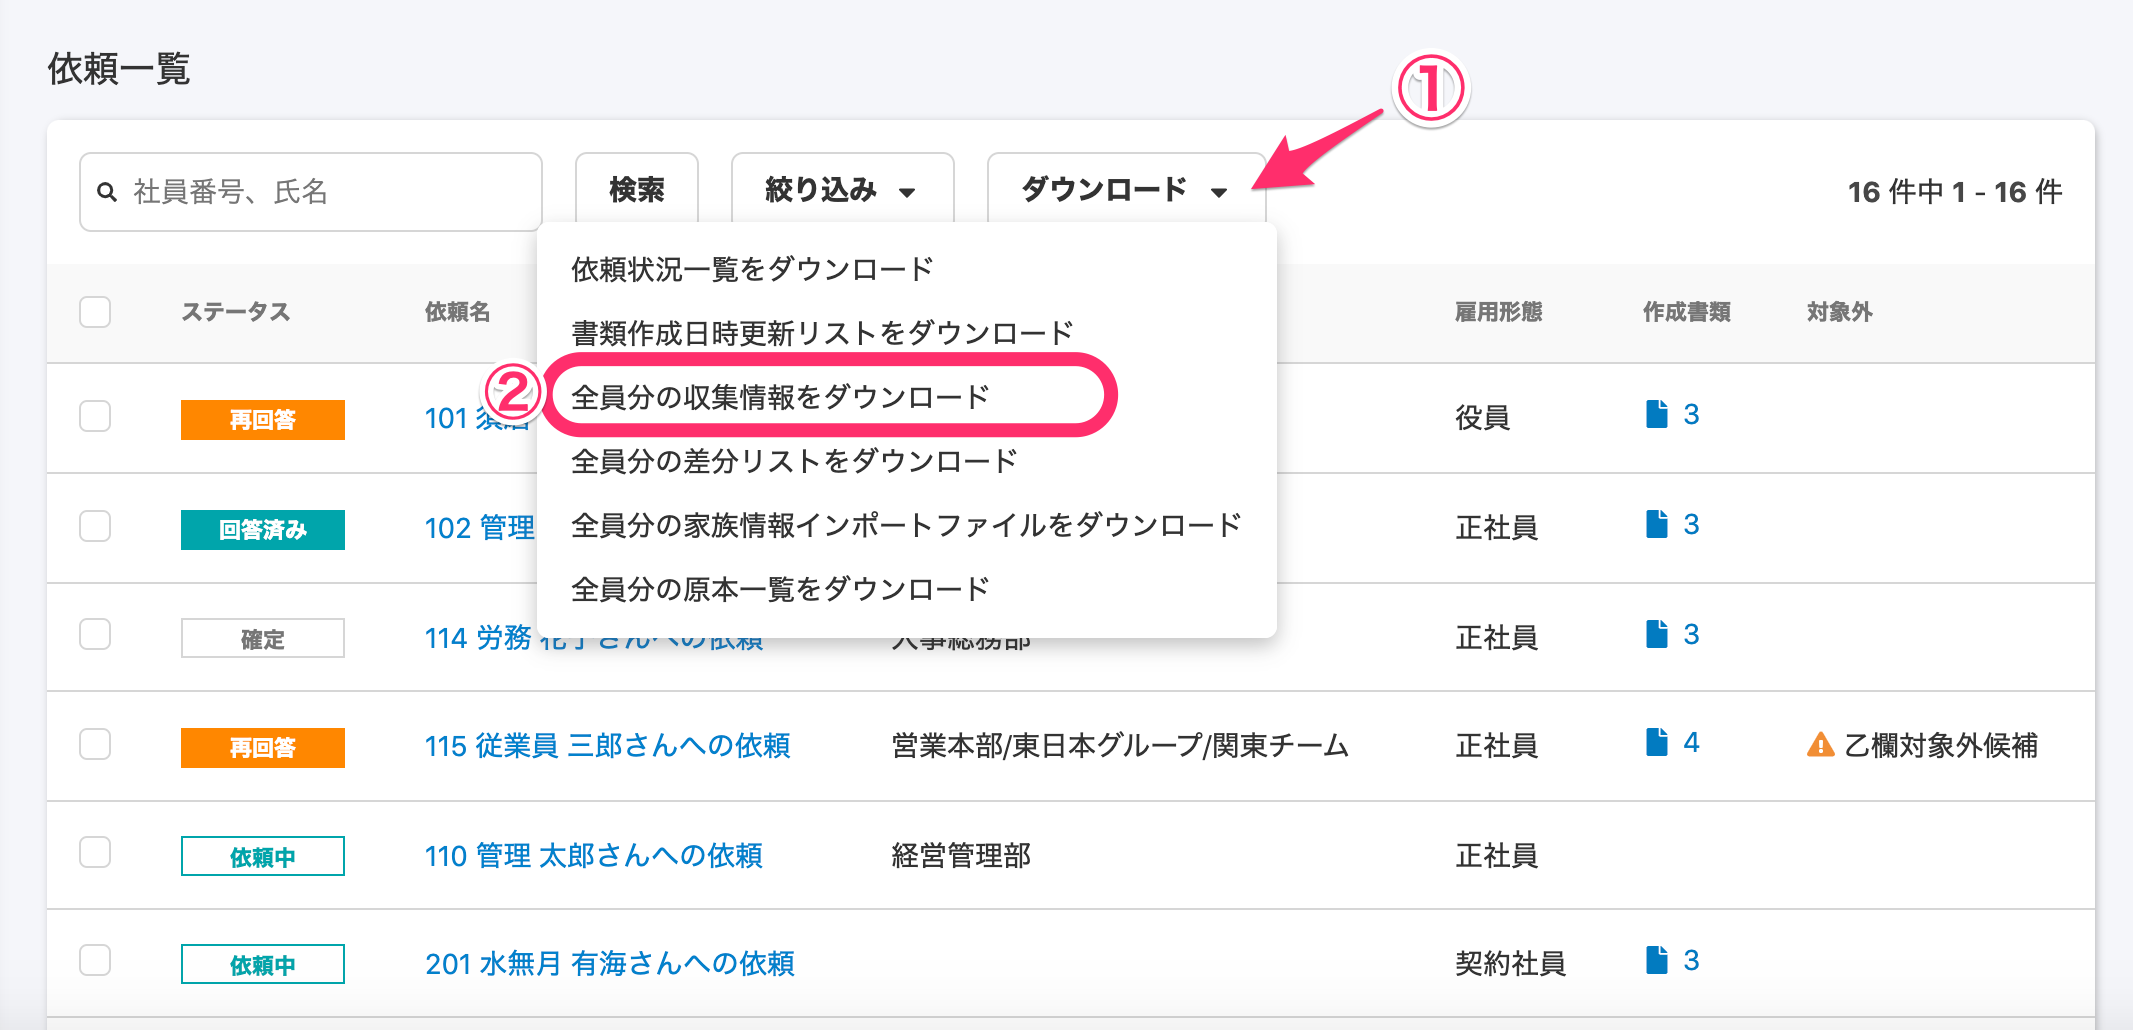 依頼一覧
①
社員番号、氏名
検索
絞り込み
ダウンロード
16 件中 1 - 16 件
依頼状況一覧をダウンロード
書類作成日時更新リストをダウンロード
②
全員分の収集情報をダウンロード
全員分の差分リストをダウンロード
全員分の家族情報インポートファイルをダウンロード
全員分の原本一覧をダウンロード
ステータス 依頼名 雇用形態 作成書類 対象外
再回答 101 役員 3
回答済み 102 管理 正社員 3
確定 114 労務 花子さんへの依頼 人事総務部 正社員 3
再回答 115 従業員 三郎さんへの依頼 営業本部/東日本グループ/関東チーム 正社員 4 乙欄対象外候補
依頼中 110 管理 太郎さんへの依頼 経営管理部 正社員
依頼中 201 水無月 有海さんへの依頼 契約社員 3